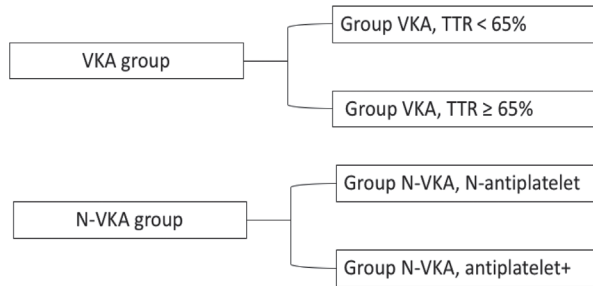 Group VKA, TTR < 65%
VKA group
Group VKA, TTR ≥ 65%
Group N-VKA, N-antiplatelet
N-VKA group
Group N-VKA, antiplatelet+